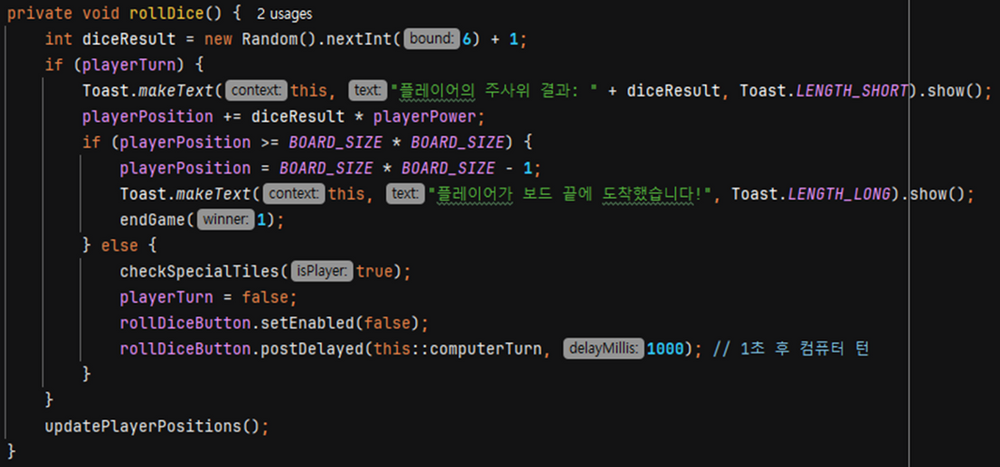 private void rollDice() { 2 usages
int diceResult = new Random().nextInt( bound: 6) + 1;
if (playerTurn) {
Toast.makeText( context: this, text: "플레이어의 주사위 결과: " + diceResult, Toast.LENGTH_SHORT).show();
playerPosition += diceResult * playerPower;
if (playerPosition >= BOARD_SIZE * BOARD_SIZE) {
playerPosition = BOARD_SIZE * BOARD_SIZE - 1;
Toast.makeText( context: this, text: "플레이어가 보드 끝에 도착했습니다!", Toast.LENGTH_LONG).show();
endGame( winner: 1);
} else {
checkSpecialTiles( isPlayer: true);
playerTurn = false;
rollDiceButton.setEnabled(false);
rollDiceButton.postDelayed(this::computerTurn, delayMillis: 1000); // 1초 후 컴퓨터 턴
}
}
updatePlayerPositions();
}